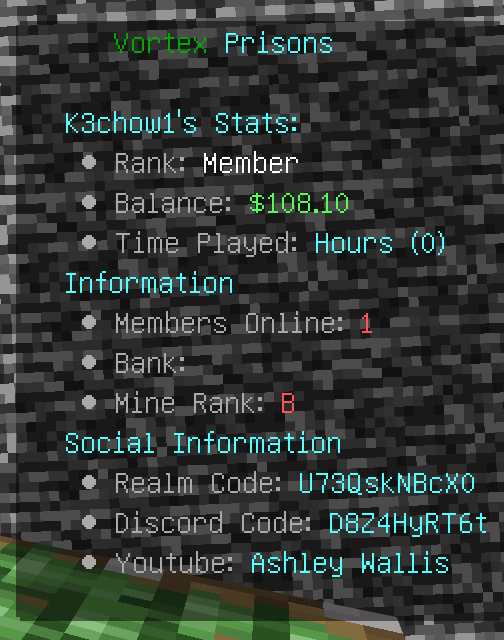 Vortex Prisons
K3chow1's Stats:
● Rank: Member
● Balance: $108.10
● Time Played: Hours (0)
Information
● Members Online: 1
● Bank:
● Mine Rank: B
Social Information
● Realm Code: U73QskNBcX0
● Discord Code: D8Z4HyRT6t
● Youtube: Ashley Wallis